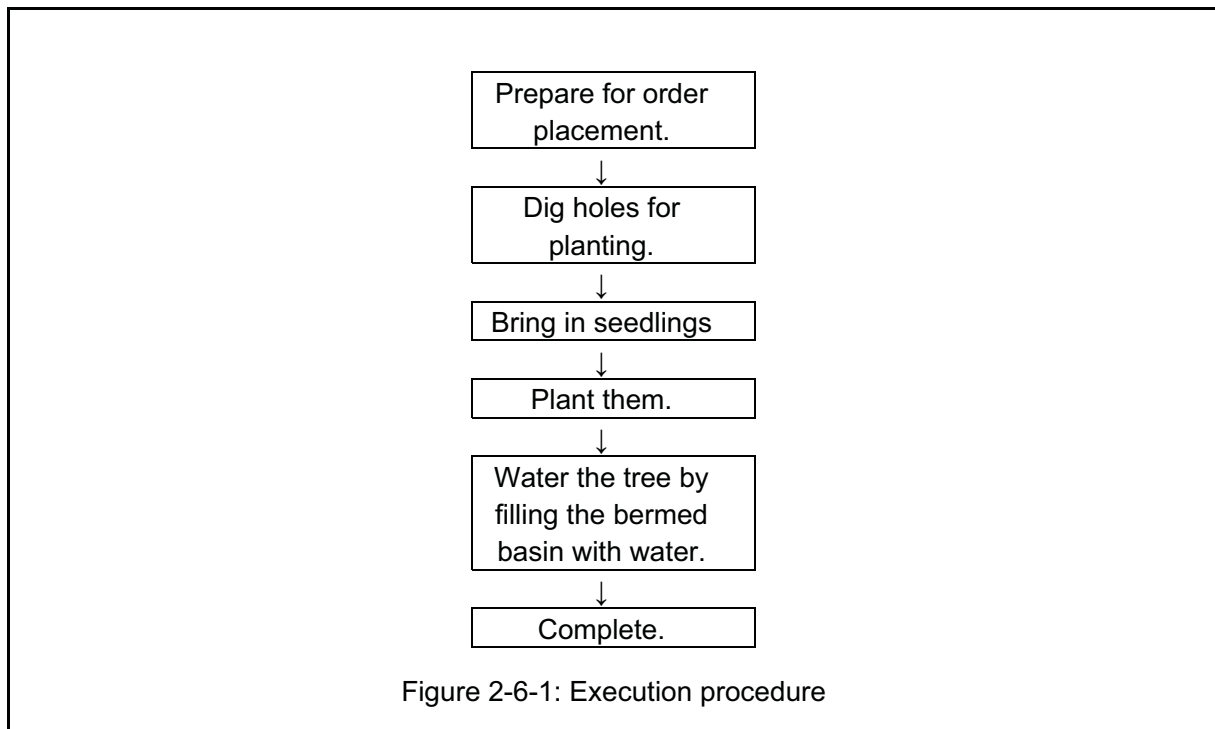 Prepare for order
placement.
↓
Dig holes for
planting.
↓
Bring in seedlings
↓
Plant them.
↓
Water the tree by
filling the bermed
basin with water.
↓
Complete.
Figure 2-6-1: Execution procedure